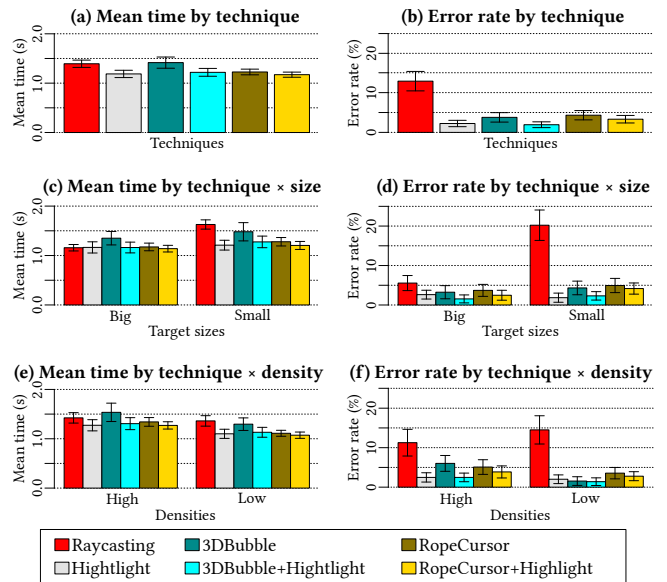 (a) Mean time by technique
Mean time (s)
0.0 1.0 2.0
Techniques
(b) Error rate by technique
Error rate (%)
0 10 20
Techniques
(c) Mean time by technique × size
Mean time (s)
0.0 1.0 2.0
Big Small
Target sizes
(d) Error rate by technique × size
Error rate (%)
0 10 20
Big Small
Target sizes
(e) Mean time by technique × density
Mean time (s)
0.0 1.0 2.0
High Low
Densities
(f) Error rate by technique × density
Error rate (%)
0 10 20
High Low
Densities
Raycasting 3DBubble RopeCursor
Hightlight 3DBubble+Hightlight RopeCursor+Highlight